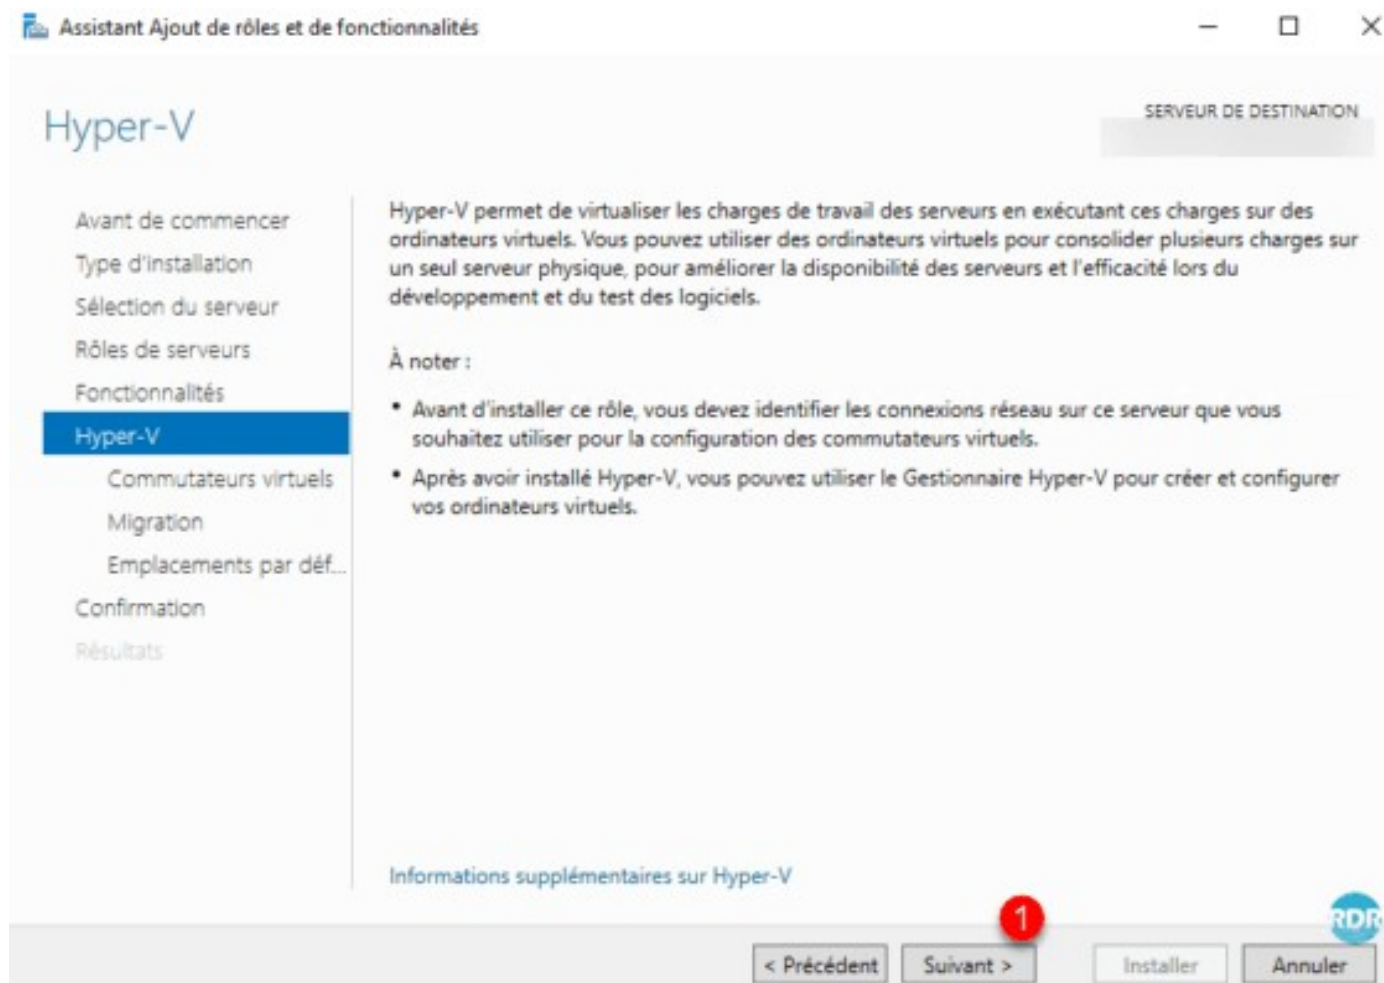 Assistant Ajout de rôles et de fonctionnalités
Hyper-V
SERVEUR DE DESTINATION
Avant de commencer
Type d'installation
Sélection du serveur
Rôles de serveurs
Fonctionnalités
Hyper-V
Commutateurs virtuels
Migration
Emplacements par déf...
Confirmation
Résultats
Hyper-V permet de virtualiser les charges de travail des serveurs en exécutant ces charges sur des
ordinateurs virtuels. Vous pouvez utiliser des ordinateurs virtuels pour consolider plusieurs charges sur
un seul serveur physique, pour améliorer la disponibilité des serveurs et l'efficacité lors du
développement et du test des logiciels.
À noter :
• Avant d'installer ce rôle, vous devez identifier les connexions réseau sur ce serveur que vous
souhaitez utiliser pour la configuration des commutateurs virtuels.
• Après avoir installé Hyper-V, vous pouvez utiliser le Gestionnaire Hyper-V pour créer et configurer
vos ordinateurs virtuels.
Informations supplémentaires sur Hyper-V
1
RDR
< Précédent Suivant > Installer Annuler